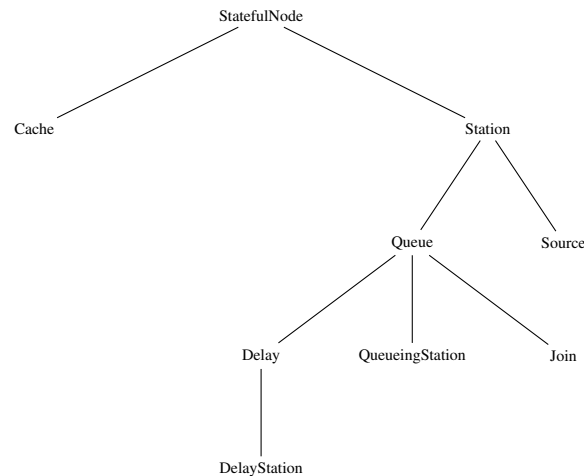 StatefulNode
Cache
Station
Queue
Source
Delay
QueueingStation
Join
DelayStation